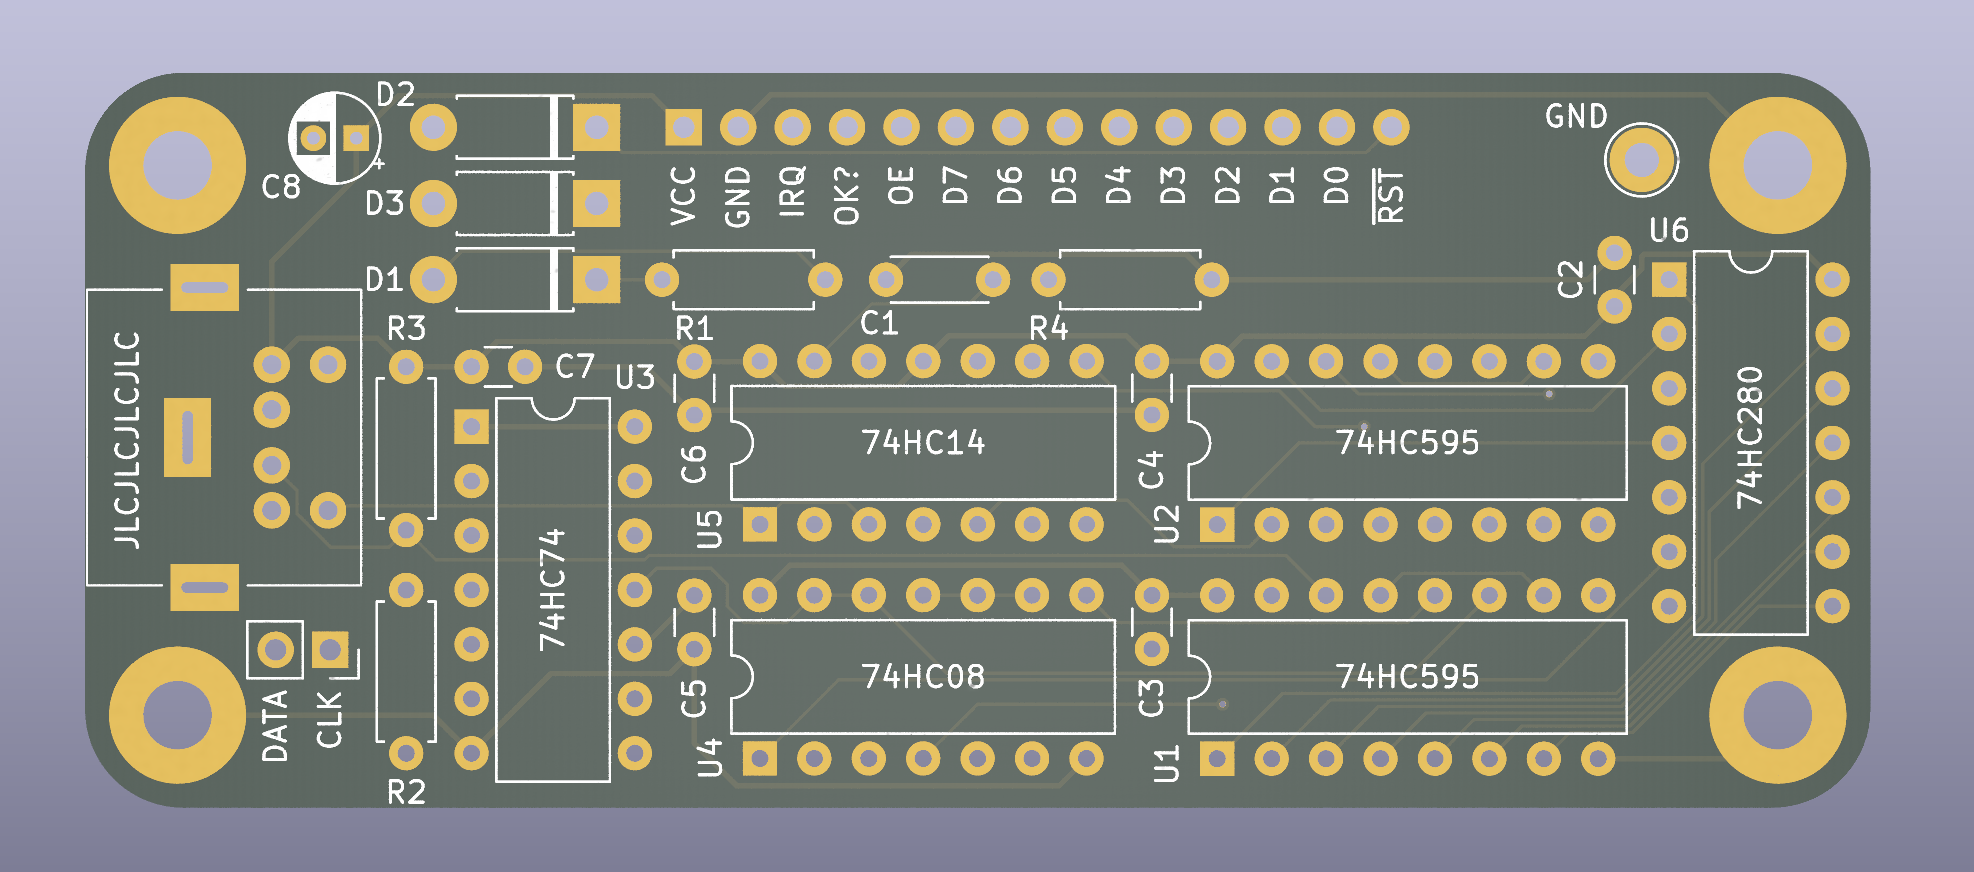 D2
GND
C8
+
D3
VCC
GND
IRQ
OK?
OE
D7
D6
D5
D4
D3
D2
D1
D0
RST
U6
D1
C2
R3
R1
C1
R4
C7
U3
JLCJLCJLCJLC
74HC280
74HC14
74HC595
C6
C4
U5
U2
74HC74
74HC08
74HC595
C5
C3
DATA
CLK
U4
U1
R2